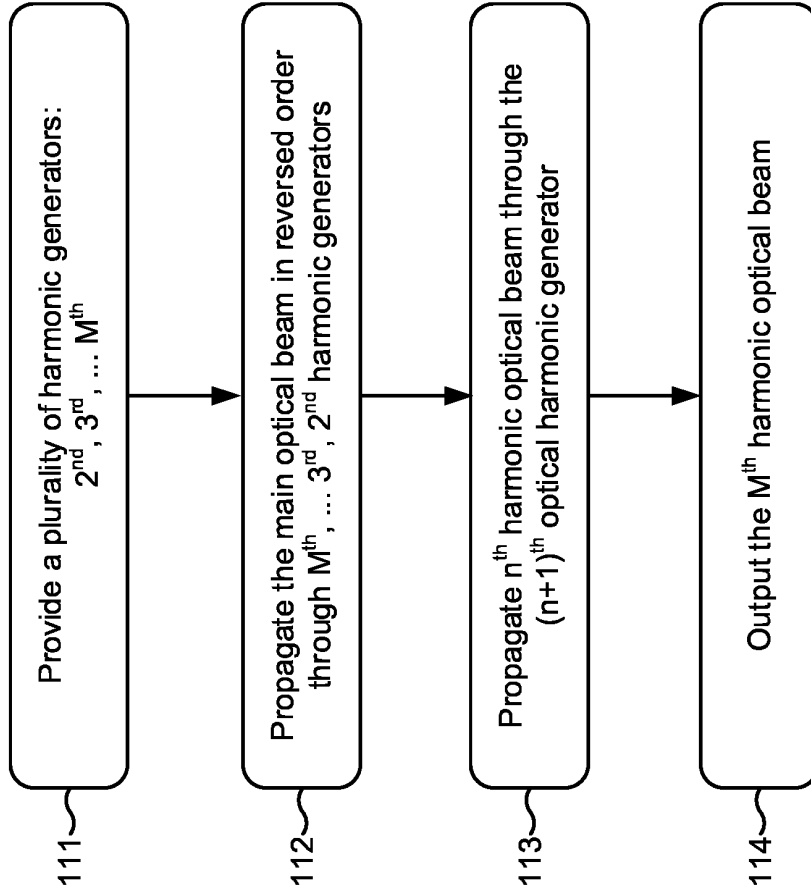 111
Provide a plurality of harmonic generators:
2nd, 3rd, ... Mth
112
Propagate the main optical beam in reversed order
through Mth, ... 3rd, 2nd harmonic generators
113
Propagate nth harmonic optical beam through the
(n+1)th optical harmonic generator
114
Output the Mth harmonic optical beam